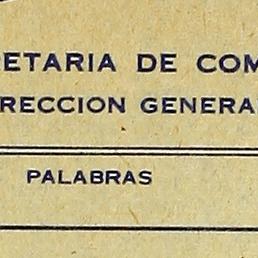 ETARIA DE COM
RECCION GENERA
PALABRAS